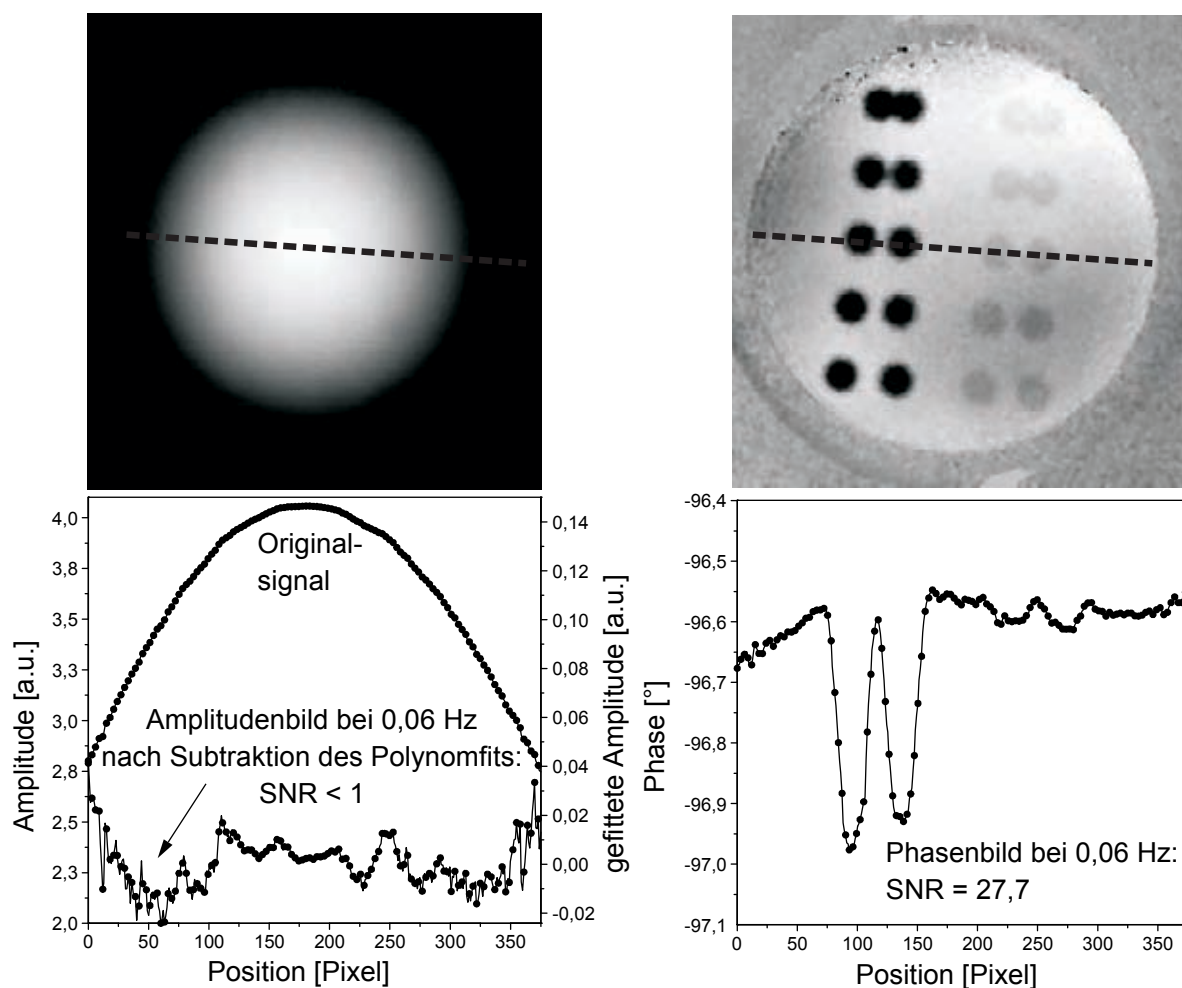 4,0
3,8
3,5
3,3
3,0
2,8
2,5
2,3
2,0
Amplitude [a.u.]
Original-
signal
Amplitudenbild bei 0,06 Hz
nach Subtraktion des Polynomfits:
SNR < 1
0,14
0,12
0,10
0,08
0,06
0,04
0,02
0,00
-0,02
gefittete Amplitude [a.u.]
0 50 100 150 200 250 300 350
Position [Pixel]
-96,4
-96,5
-96,6
-96,7
-96,8
-96,9
-97,0
-97,1
Phase [°]
Phasenbild bei 0,06 Hz:
SNR = 27,7
0 50 100 150 200 250 300 350
Position [Pixel]